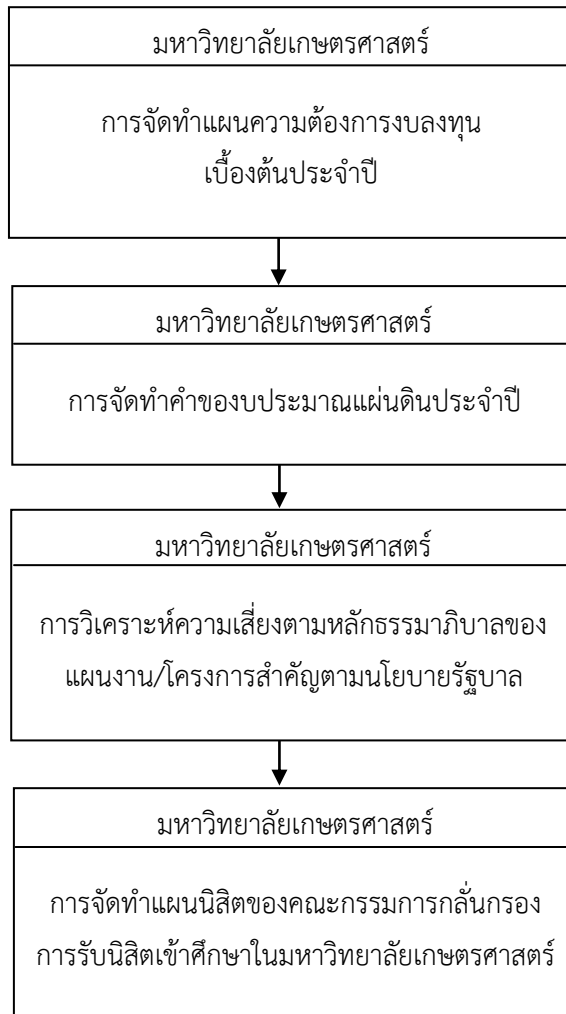 มหาวิทยาลัยเกษตรศาสตร์
การจัดทำแผนความต้องการงบลงทุน
เบื้องต้นประจำปี
มหาวิทยาลัยเกษตรศาสตร์
การจัดทำคำของบประมาณแผ่นดินประจำปี
มหาวิทยาลัยเกษตรศาสตร์
การวิเคราะห์ความเสี่ยงตามหลักธรรมาภิบาลของ
แผนงาน/โครงการสำคัญตามนโยบายรัฐบาล
มหาวิทยาลัยเกษตรศาสตร์
การจัดทำแผนนิสิตของคณะกรรมการกลั่นกรอง
การรับนิสิตเข้าศึกษาในมหาวิทยาลัยเกษตรศาสตร์